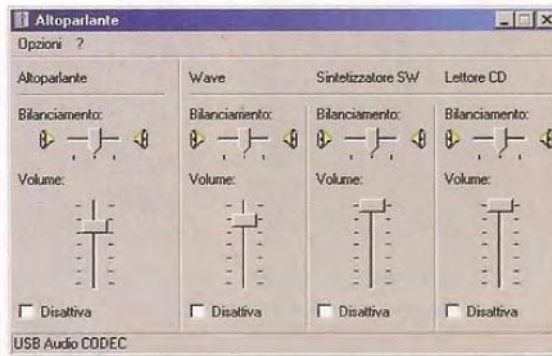 Altoparlante
Opzioni ?
Altoparlante Wave Sintetizzatore SW Lettore CD
Bilanciamento: Bilanciamento: Bilanciamento: Bilanciamento:
Volume: Volume: Volume: Volume:
Disattiva Disattiva Disattiva Disattiva
USB Audio CODEC